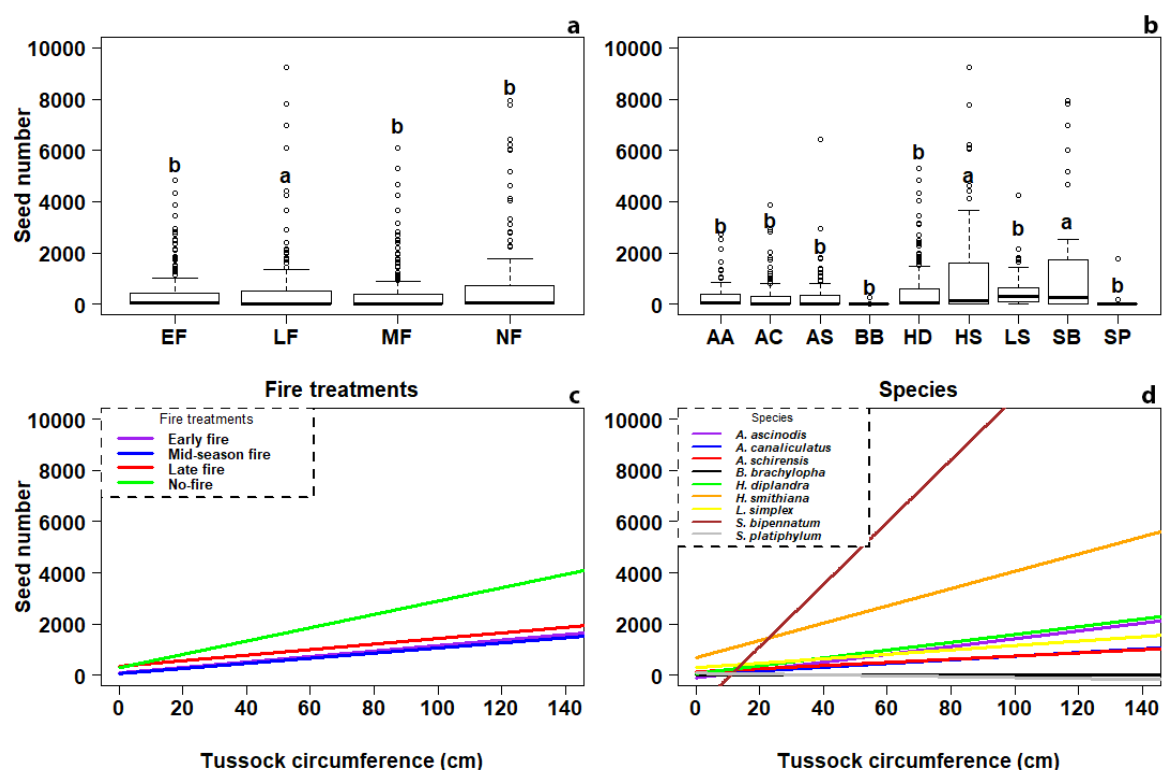 a
b
10000
8000
6000
4000
2000
0
Seed number
b
a
b
b
EF
LF
MF
NF
Fire treatments
10000
8000
6000
4000
2000
0
b
b
b
b
b
a
b
a
b
AA
AC
AS
BB
HD
HS
LS
SB
SP
Species
c
10000
8000
6000
4000
2000
0
Seed number
Fire treatments
Early fire
Mid-season fire
Late fire
No-fire
0
20
40
60
80
100
120
140
Tussock circumference (cm)
d
10000
8000
6000
4000
2000
0
Species
A. ascinodis
A. canaliculatus
A. schirensis
B. brachylopha
H. diplandra
H. smithiana
L. simplex
S. bipennatum
S. platiphylum
0
20
40
60
80
100
120
140
Tussock circumference (cm)